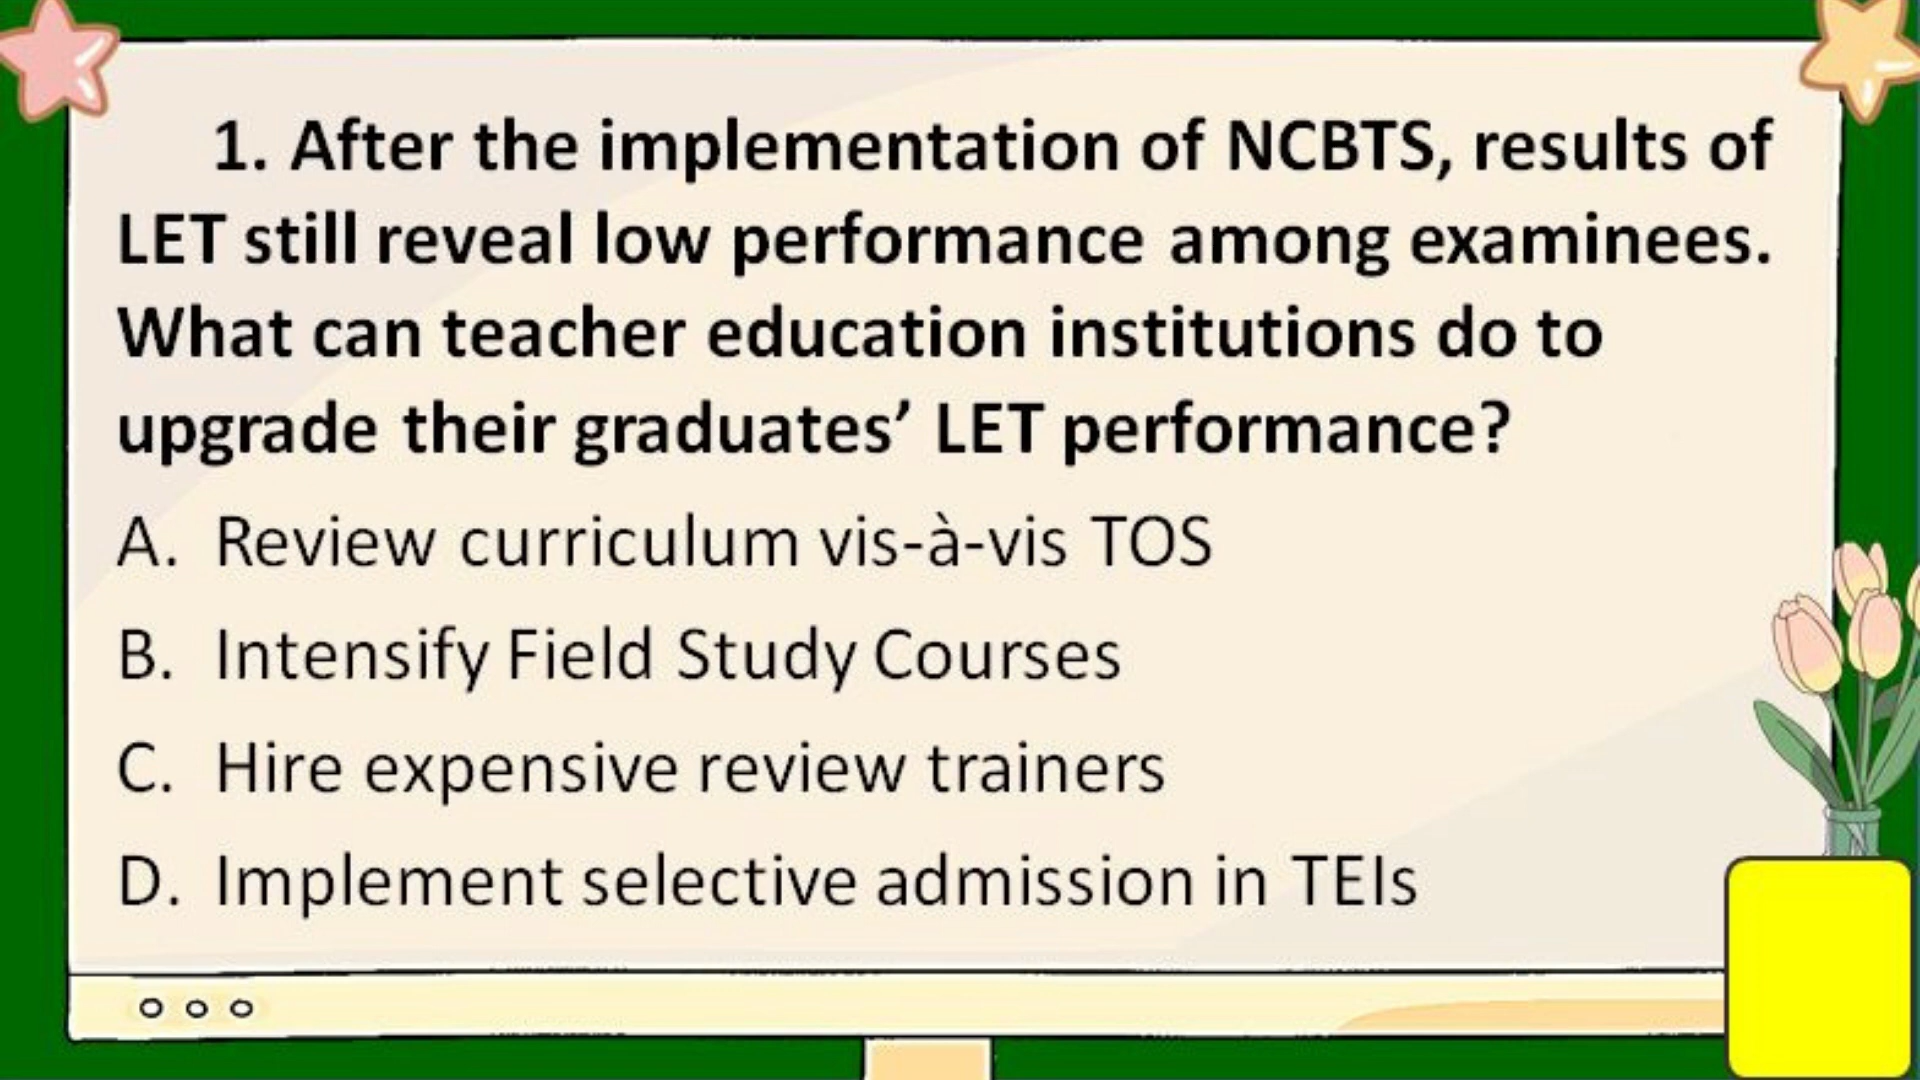 1. After the implementation of NCBTS, results of
LET still reveal low performance among examinees.
What can teacher education institutions do to
upgrade their graduates’ LET performance?
A. Review curriculum vis-à-vis TOS
B. Intensify Field Study Courses
C. Hire expensive review trainers
D. Implement selective admission in TEIs